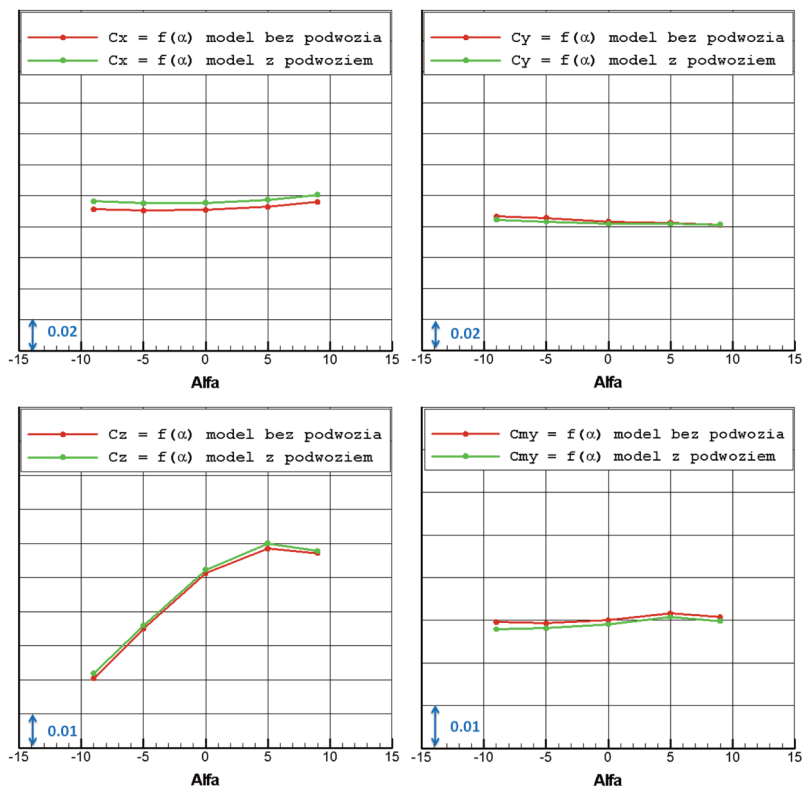 Cx = f(α) model bez podwozia
Cx = f(α) model z podwoziem
0.02
-15 -10 -5 0 5 10 15
Alfa
Cy = f(α) model bez podwozia
Cy = f(α) model z podwoziem
0.02
-15 -10 -5 0 5 10 15
Alfa
Cz = f(α) model bez podwozia
Cz = f(α) model z podwoziem
0.01
-15 -10 -5 0 5 10 15
Alfa
Cmy = f(α) model bez podwozia
Cmy = f(α) model z podwoziem
0.01
-15 -10 -5 0 5 10 15
Alfa